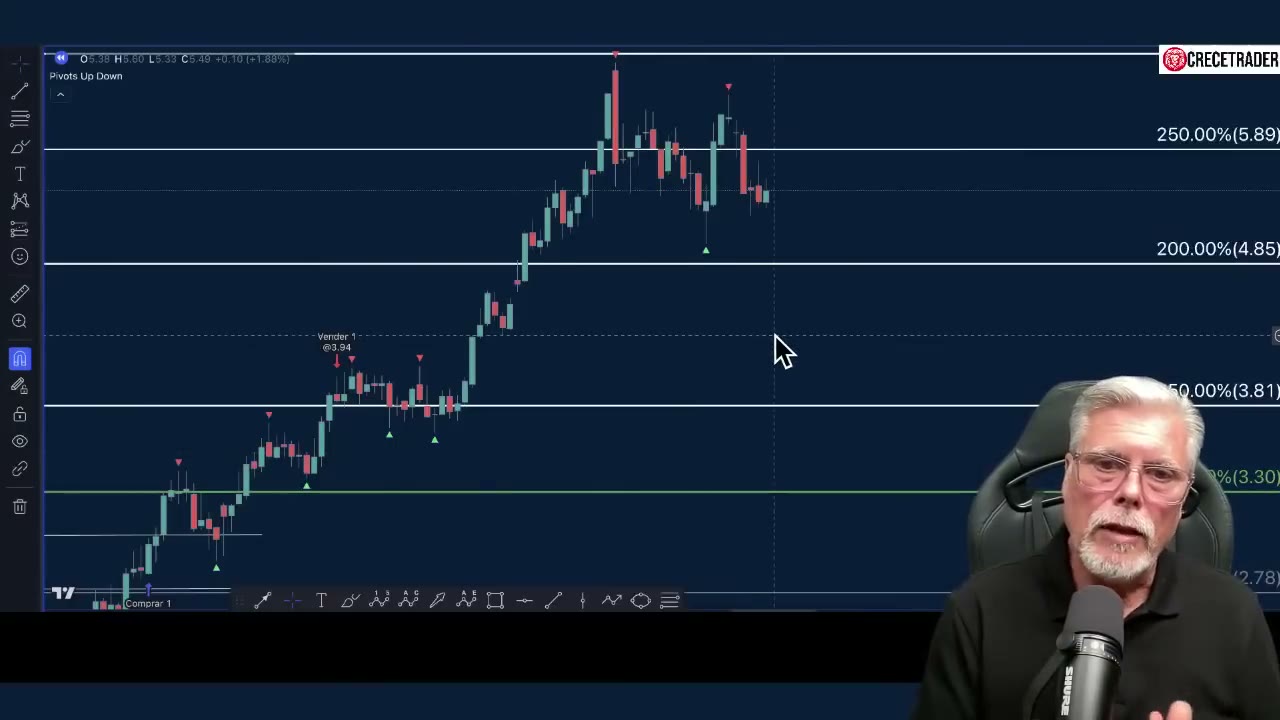 O5.38 H5.60 L5.33 C5.49 +0.10 (+1.88%)
Pivots Up Down
CRECETRADER
250.00%(5.89)
200.00%(4.85)
Vender 1
@3.94
50.00%(3.81)
%(3.30)
(2.78)
Comprar 1
SHURE